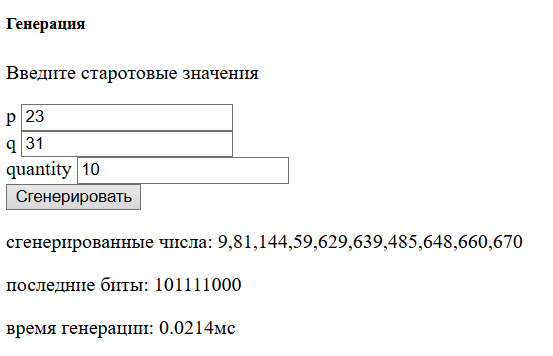 Генерация
Введите старотовые значения
p 23
q 31
quantity 10
Сгенерировать
сгенерированные числа: 9,81,144,59,629,639,485,648,660,670
последние биты: 101111000
время генерации: 0.0214мс